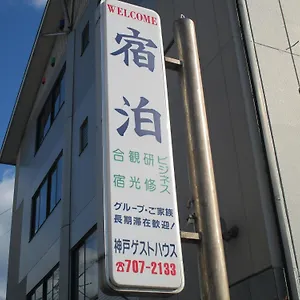 WELCOME
宿泊
ビジネス
研修
観光
合宿
グループ・ご家族
長期滞在歓迎!
神戸ゲストハウス
☎707-2133